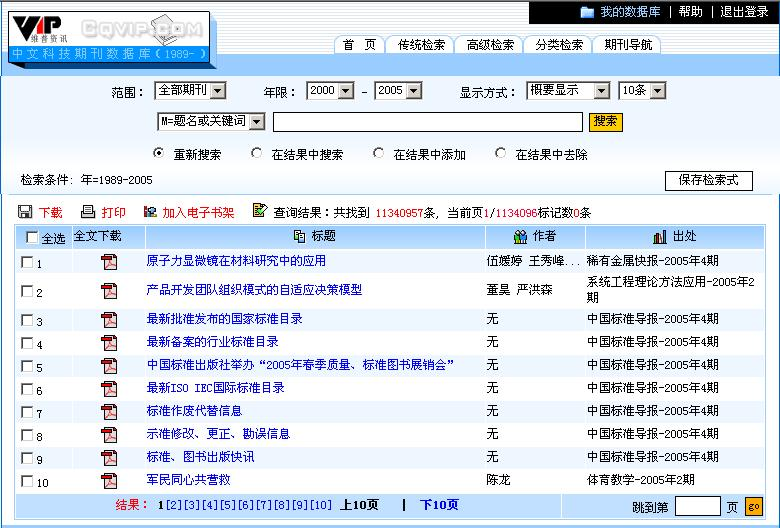 我的数据库 | 帮助 | 退出登录
VIP 维普资讯 Cqvip.com
中文科技期刊数据库(1989-)
首 页 传统检索 高级检索 分类检索 期刊导航
范围： 全部期刊 年限： 2000 - 2005 显示方式： 概要显示 10条
M=题名或关键词 搜索
重新搜索 在结果中搜索 在结果中添加 在结果中去除
检索条件: 年=1989-2005 保存检索式
下载 打印 加入电子书架 查询结果：共找到 11340957条，当前页1/1134096标记数0条
全选 全文下载 标题 作者 出处
1 原子力显微镜在材料研究中的应用 伍媛婷 王秀峰... 稀有金属快报-2005年4期
2 产品开发团队组织模式的自适应决策模型 董昊 严洪森 系统工程理论方法应用-2005年2期
3 最新批准发布的国家标准目录 无 中国标准导报-2005年4期
4 最新备案的行业标准目录 无 中国标准导报-2005年4期
5 中国标准出版社举办“2005年春季质量、标准图书展销会” 无 中国标准导报-2005年4期
6 最新ISO IEC国际标准目录 无 中国标准导报-2005年4期
7 标准作废代替信息 无 中国标准导报-2005年4期
8 示准修改、更正、勘误信息 无 中国标准导报-2005年4期
9 标准、图书出版快讯 无 中国标准导报-2005年4期
10 军民同心共营救 陈龙 体育教学-2005年2期
结果： 1[2][3][4][5][6][7][8][9][10] 上10页 | 下10页 跳到第 页 go